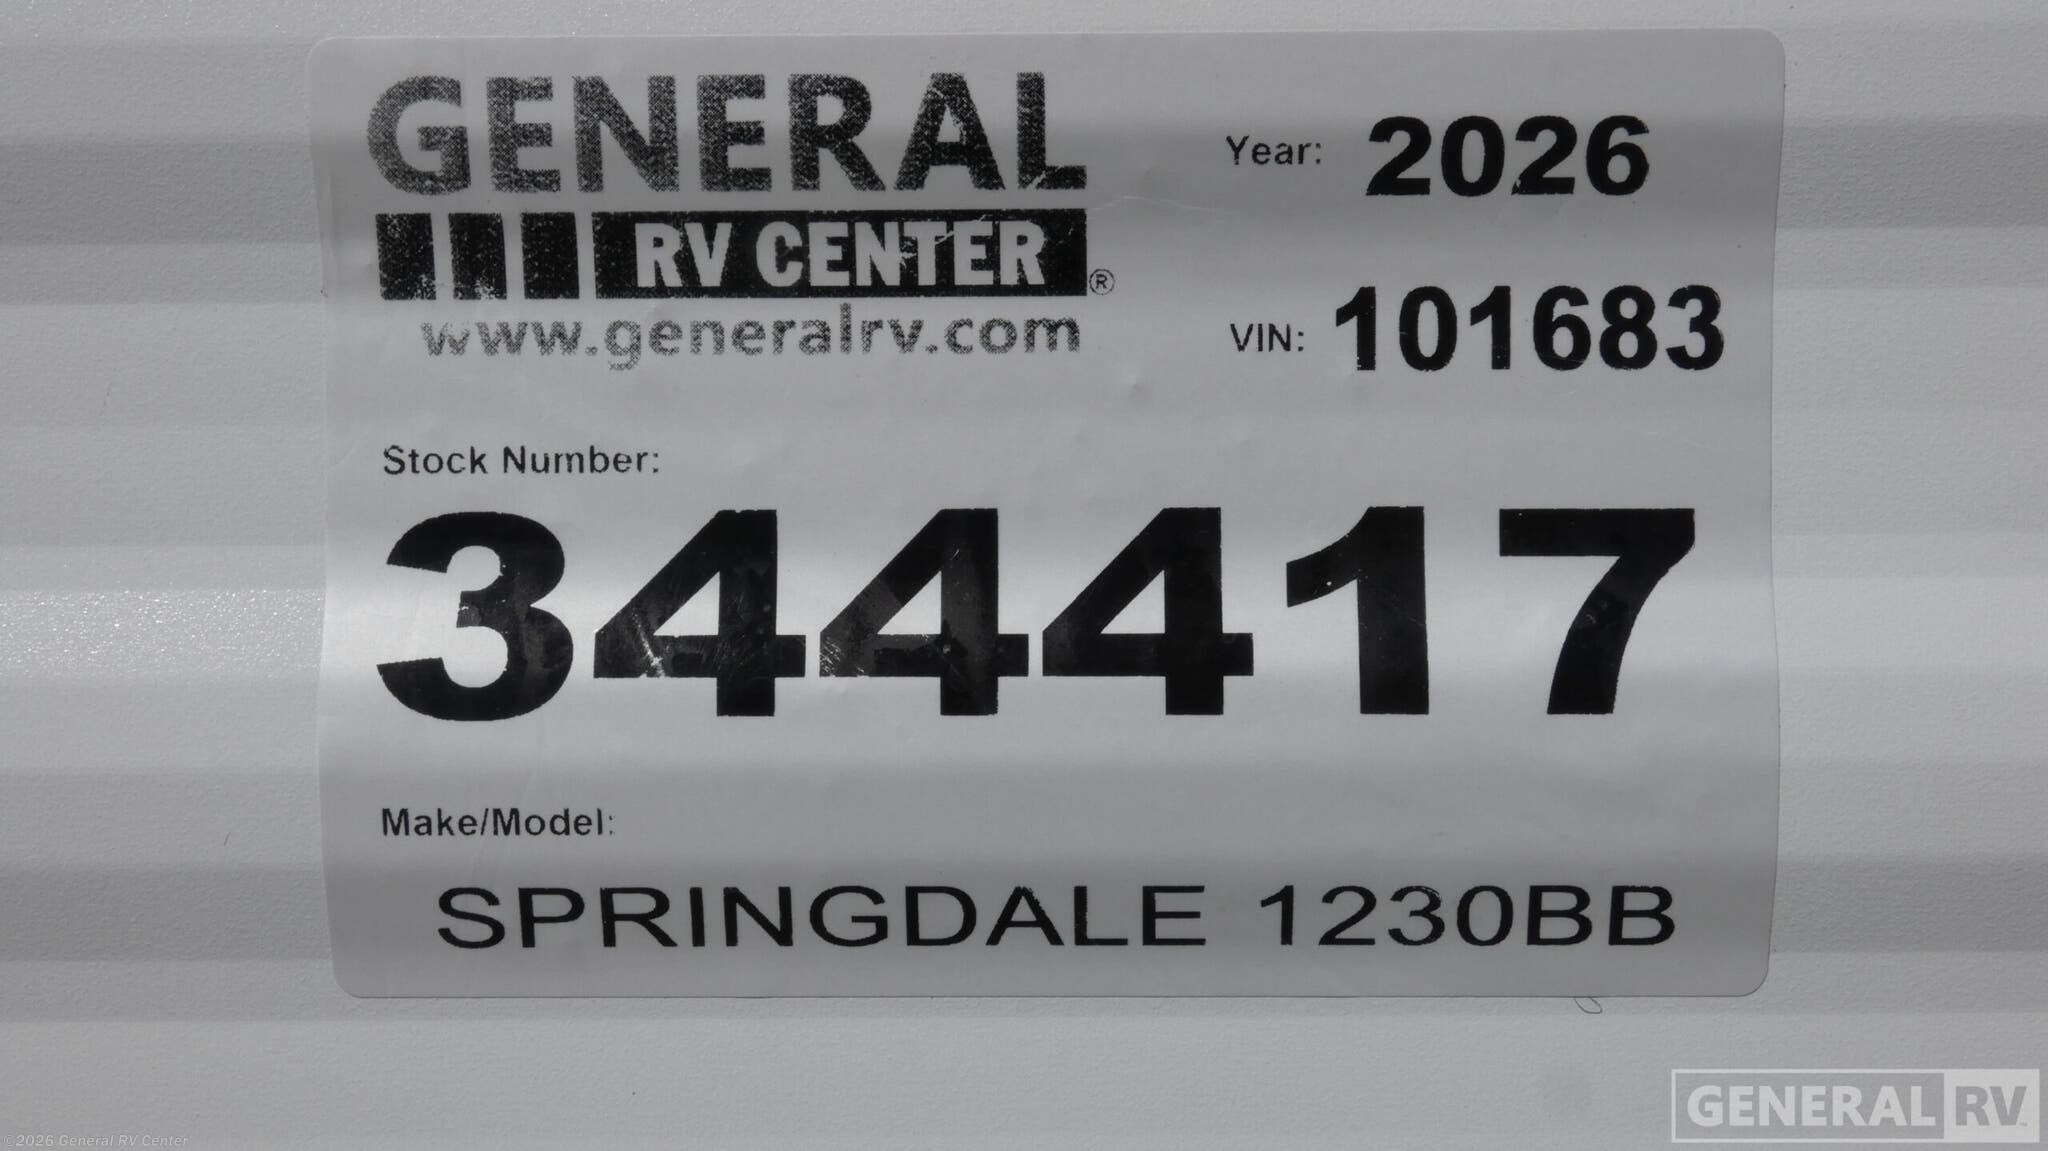 GENERAL
RV CENTER®
www.generalrv.com
Year: 2026
VIN: 101683
Stock Number:
344417
Make/Model:
SPRINGDALE 1230BB
GENERAL RV
©2026 General RV Center